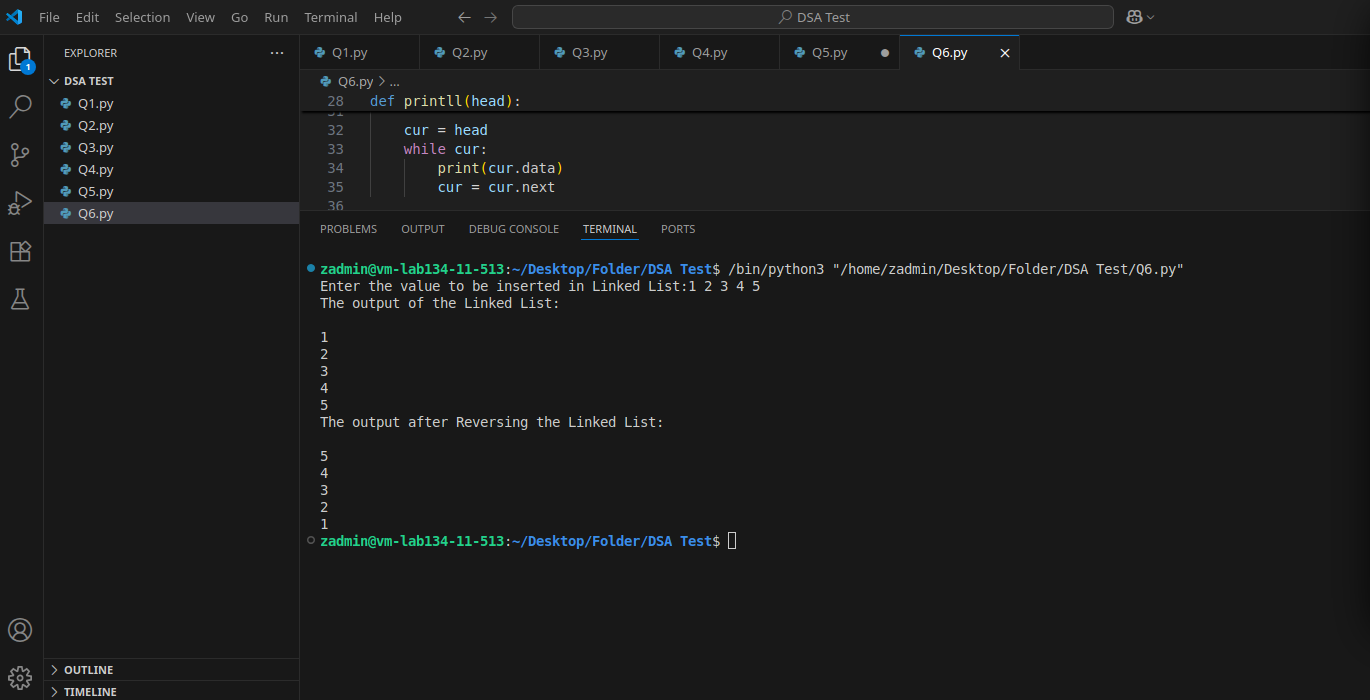 File Edit Selection View Go Run Terminal Help DSA Test
EXPLORER ...
1
DSA TEST
Q1.py
Q2.py
Q3.py
Q4.py
Q5.py
Q6.py
OUTLINE
TIMELINE
Q1.py Q2.py Q3.py Q4.py Q5.py Q6.py
Q6.py > ...
28 def printll(head):
31
32 cur = head
33 while cur:
34 print(cur.data)
35 cur = cur.next
36
PROBLEMS OUTPUT DEBUG CONSOLE TERMINAL PORTS
zadmin@vm-lab134-11-513:~/Desktop/Folder/DSA Test$ /bin/python3 "/home/zadmin/Desktop/Folder/DSA Test/Q6.py"
Enter the value to be inserted in Linked List:1 2 3 4 5
The output of the Linked List:
1
2
3
4
5
The output after Reversing the Linked List:
5
4
3
2
1
zadmin@vm-lab134-11-513:~/Desktop/Folder/DSA Test$